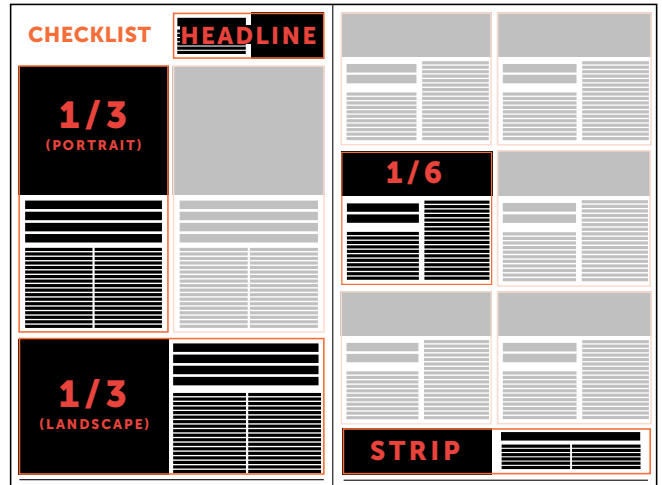 CHECKLIST
HEADLINE
1/3
(PORTRAIT)
1/3
(LANDSCAPE)
1/6
STRIP